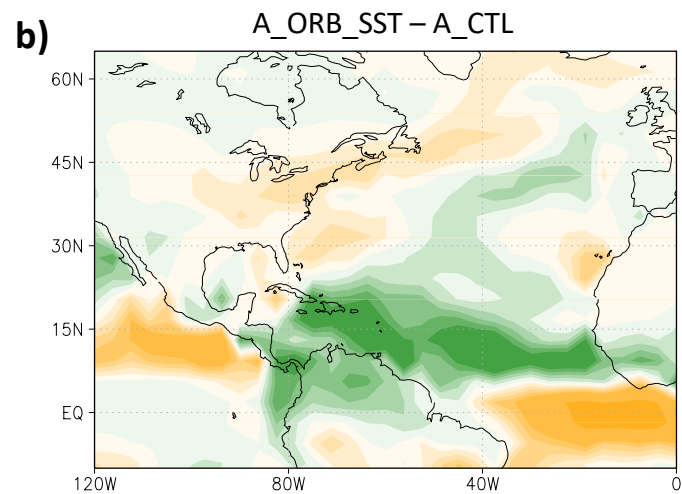 b)
A_ORB_SST – A_CTL
60N
45N
30N
15N
EQ
120W
80W
40W
0